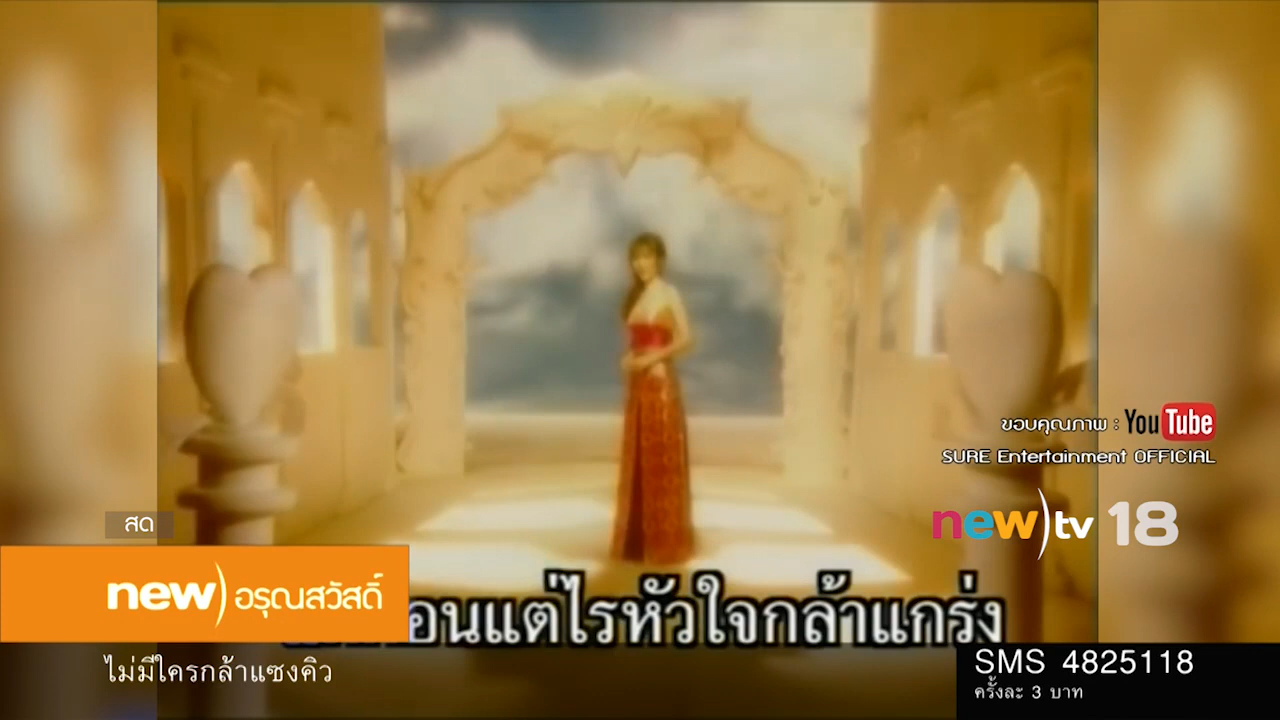 ขอบคุณภาพ : YouTube
SURE Entertainment OFFICIAL
new)tv 18
สด
new) อรุณสวัสดิ์
อนแต่ไรหัวใจกล้าแกร่ง
ไม่มีใครกล้าแซงคิว
SMS 4825118
ครั้งละ 3 บาท